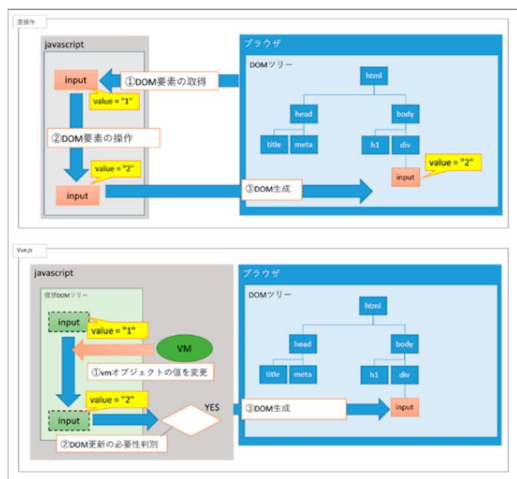 直操作
javascript
ブラウザ
DOMツリー
input
①DOM要素の取得
value = "1"
②DOM要素の操作
value = "2"
input
③DOM生成
html
head
body
title
meta
h1
div
value = "2"
input
Vue.js
javascript
ブラウザ
仮想DOMツリー
DOMツリー
input
value = "1"
VM
①vmオブジェクトの値を変更
value = "2"
input
YES
②DOM更新の必要性判別
③DOM生成
html
head
body
title
meta
h1
div
input